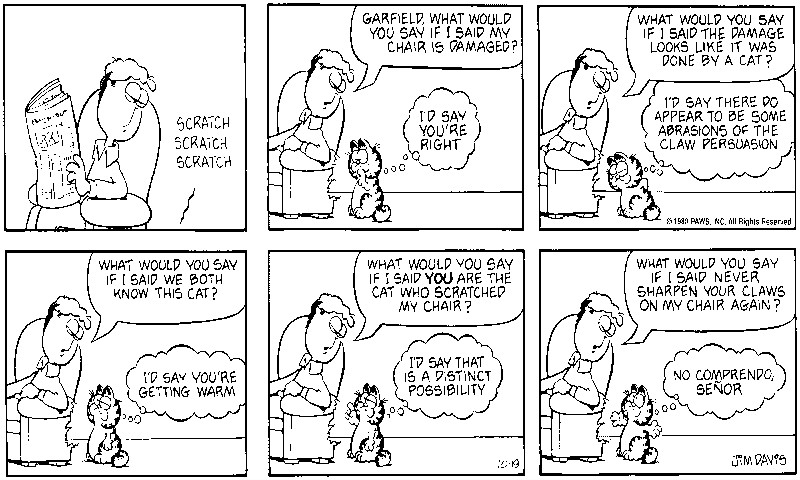 SCRATCH
SCRATCH
SCRATCH
GARFIELD, WHAT WOULD
YOU SAY IF I SAID MY
CHAIR IS DAMAGED?
I'D SAY
YOU'RE
RIGHT
WHAT WOULD YOU SAY
IF I SAID THE DAMAGE
LOOKS LIKE IT WAS
DONE BY A CAT?
I'D SAY THERE DO
APPEAR TO BE SOME
ABRASIONS OF THE
CLAW PERSUASION
© 1980 PAWS, INC. All Rights Reserved
WHAT WOULD YOU SAY
IF I SAID WE BOTH
KNOW THIS CAT?
I'D SAY YOU'RE
GETTING WARM
WHAT WOULD YOU SAY
IF I SAID YOU ARE THE
CAT WHO SCRATCHED
MY CHAIR?
I'D SAY THAT
IS A DISTINCT
POSSIBILITY
WHAT WOULD YOU SAY
IF I SAID NEVER
SHARPEN YOUR CLAWS
ON MY CHAIR AGAIN?
NO COMPRENDO,
SEÑOR
JIM DAVIS